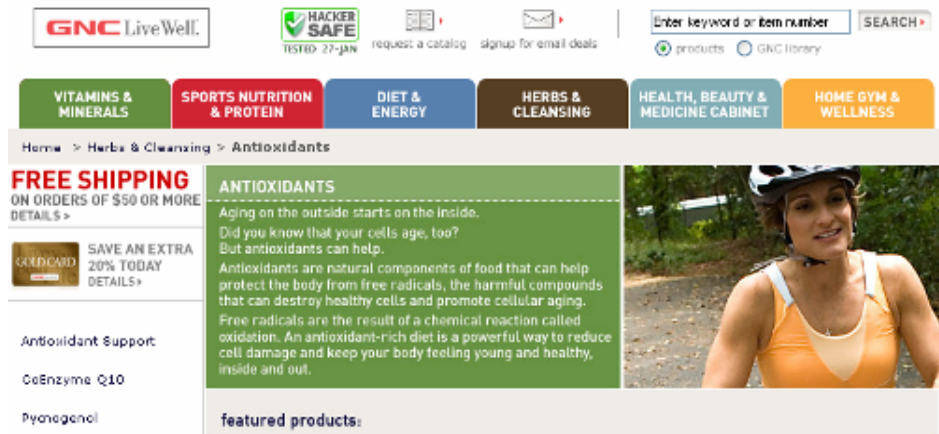 GNC LiveWell.
HACKER
SAFE
TESTED 27-JAN
request a catalog
signup for email deals
Enter keyword or item number
SEARCH
products
GNC library
VITAMINS &
MINERALS
SPORTS NUTRITION
& PROTEIN
DIET &
ENERGY
HERBS &
CLEANSING
HEALTH, BEAUTY &
MEDICINE CABINET
HOME GYM &
WELLNESS
Home > Herbs & Cleansing > Antioxidants
FREE SHIPPING
ON ORDERS OF $50 OR MORE
DETAILS >
GOLD CARD
SAVE AN EXTRA
20% TODAY
DETAILS>
Antioxidant Support
CoEnzyme Q10
Pycnogenol
ANTIOXIDANTS
Aging on the outside starts on the inside.
Did you know that your cells age, too?
But antioxidants can help.
Antioxidants are natural components of food that can help
protect the body from free radicals, the harmful compounds
that can destroy healthy cells and promote cellular aging.
Free radicals are the result of a chemical reaction called
oxidation. An antioxidant-rich diet is a powerful way to reduce
cell damage and keep your body feeling young and healthy,
inside and out.
featured products: